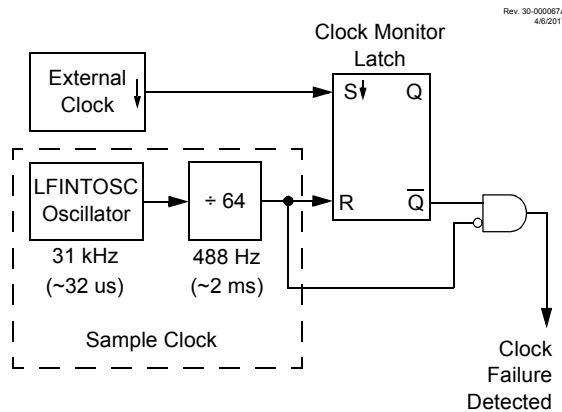 Rev. 30-000067A
4/6/2017
Clock Monitor
Latch
External
Clock
S Q
LFINTOSC
Oscillator
÷ 64
R Q̅
31 kHz
(~32 us)
488 Hz
(~2 ms)
Sample Clock
Clock
Failure
Detected